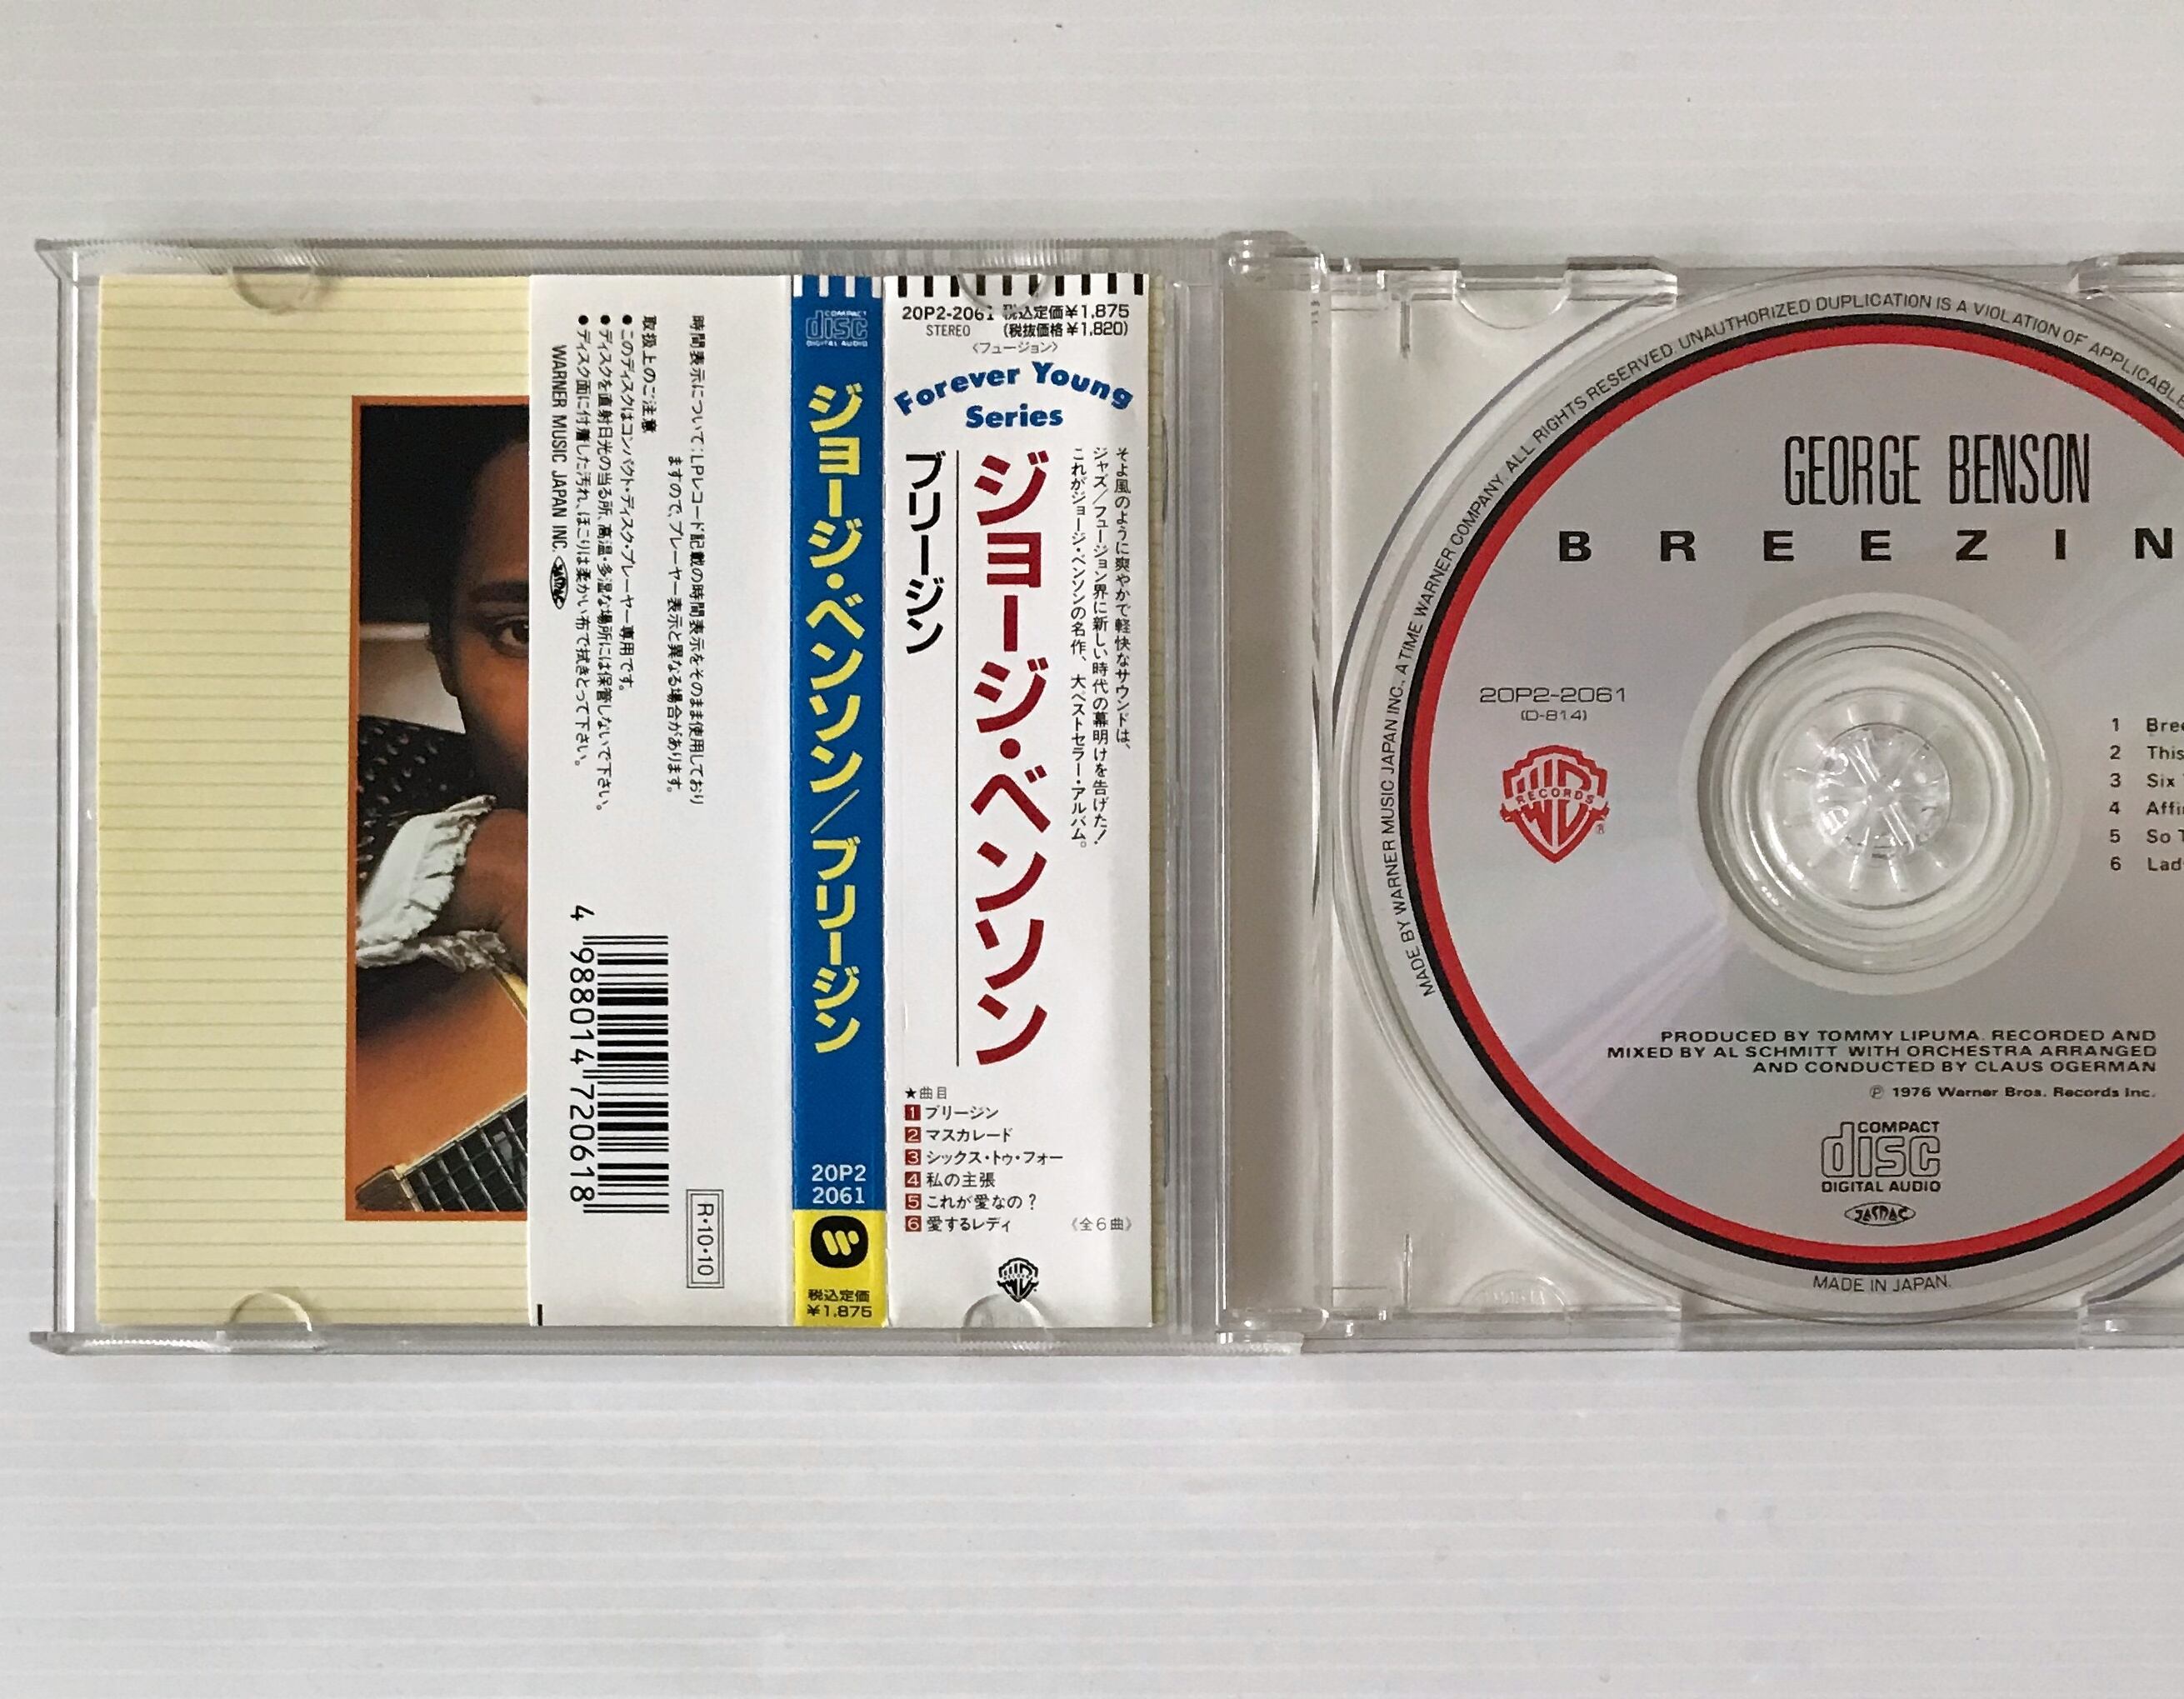 時間表示について:LPレコード記載の時間表示をそのまま使用しており
ますので、プレーヤー表示と異なる場合があります。
取扱上のご注意
●このディスクはコンパクト・ディスク・プレーヤー専用です。
●ディスクを直射日光の当る所、高温・多湿な場所には保管しないで下さい。
●ディスク面に付着した汚れ、ほこりは柔かい布で拭きとって下さい。
WARNER MUSIC JAPAN INC. JASRAC
4 988014 720618
R・10・10
COMPACT
disc
DIGITAL AUDIO
ジョージ・ベンソン/ブリージン
20P2
2061
税込定価
¥1,875
20P2-2061 税込定価¥1,875
STEREO (税抜価格¥1,820)
〈フュージョン〉
Forever Young
Series
そよ風のように爽やかで軽快なサウンドは、
ジャズ/フュージョン界に新しい時代の幕明けを告げた!
これがジョージ・ベンソンの名作、大ベストセラー・アルバム。
ジョージ・ベンソン
ブリージン
★曲目
1 ブリージン
2 マスカレード
3 シックス・トゥ・フォー
4 私の主張
5 これが愛なの?
6 愛するレディ 《全6曲》
MADE BY WARNER MUSIC JAPAN INC., A TIME WARNER COMPANY. ALL RIGHTS RESERVED. UNAUTHORIZED DUPLICATION IS A VIOLATION OF APPLICABLE
GEORGE BENSON
BREEZIN
20P2-2061
(D-814)
RECORDS
1 Bree
2 This
3 Six
4 Affi
5 So T
6 Lad
PRODUCED BY TOMMY LIPUMA. RECORDED AND
MIXED BY AL SCHMITT WITH ORCHESTRA ARRANGED
AND CONDUCTED BY CLAUS OGERMAN
Ⓟ 1976 Warner Bros. Records Inc.
COMPACT
disc
DIGITAL AUDIO
JASRAC
MADE IN JAPAN.